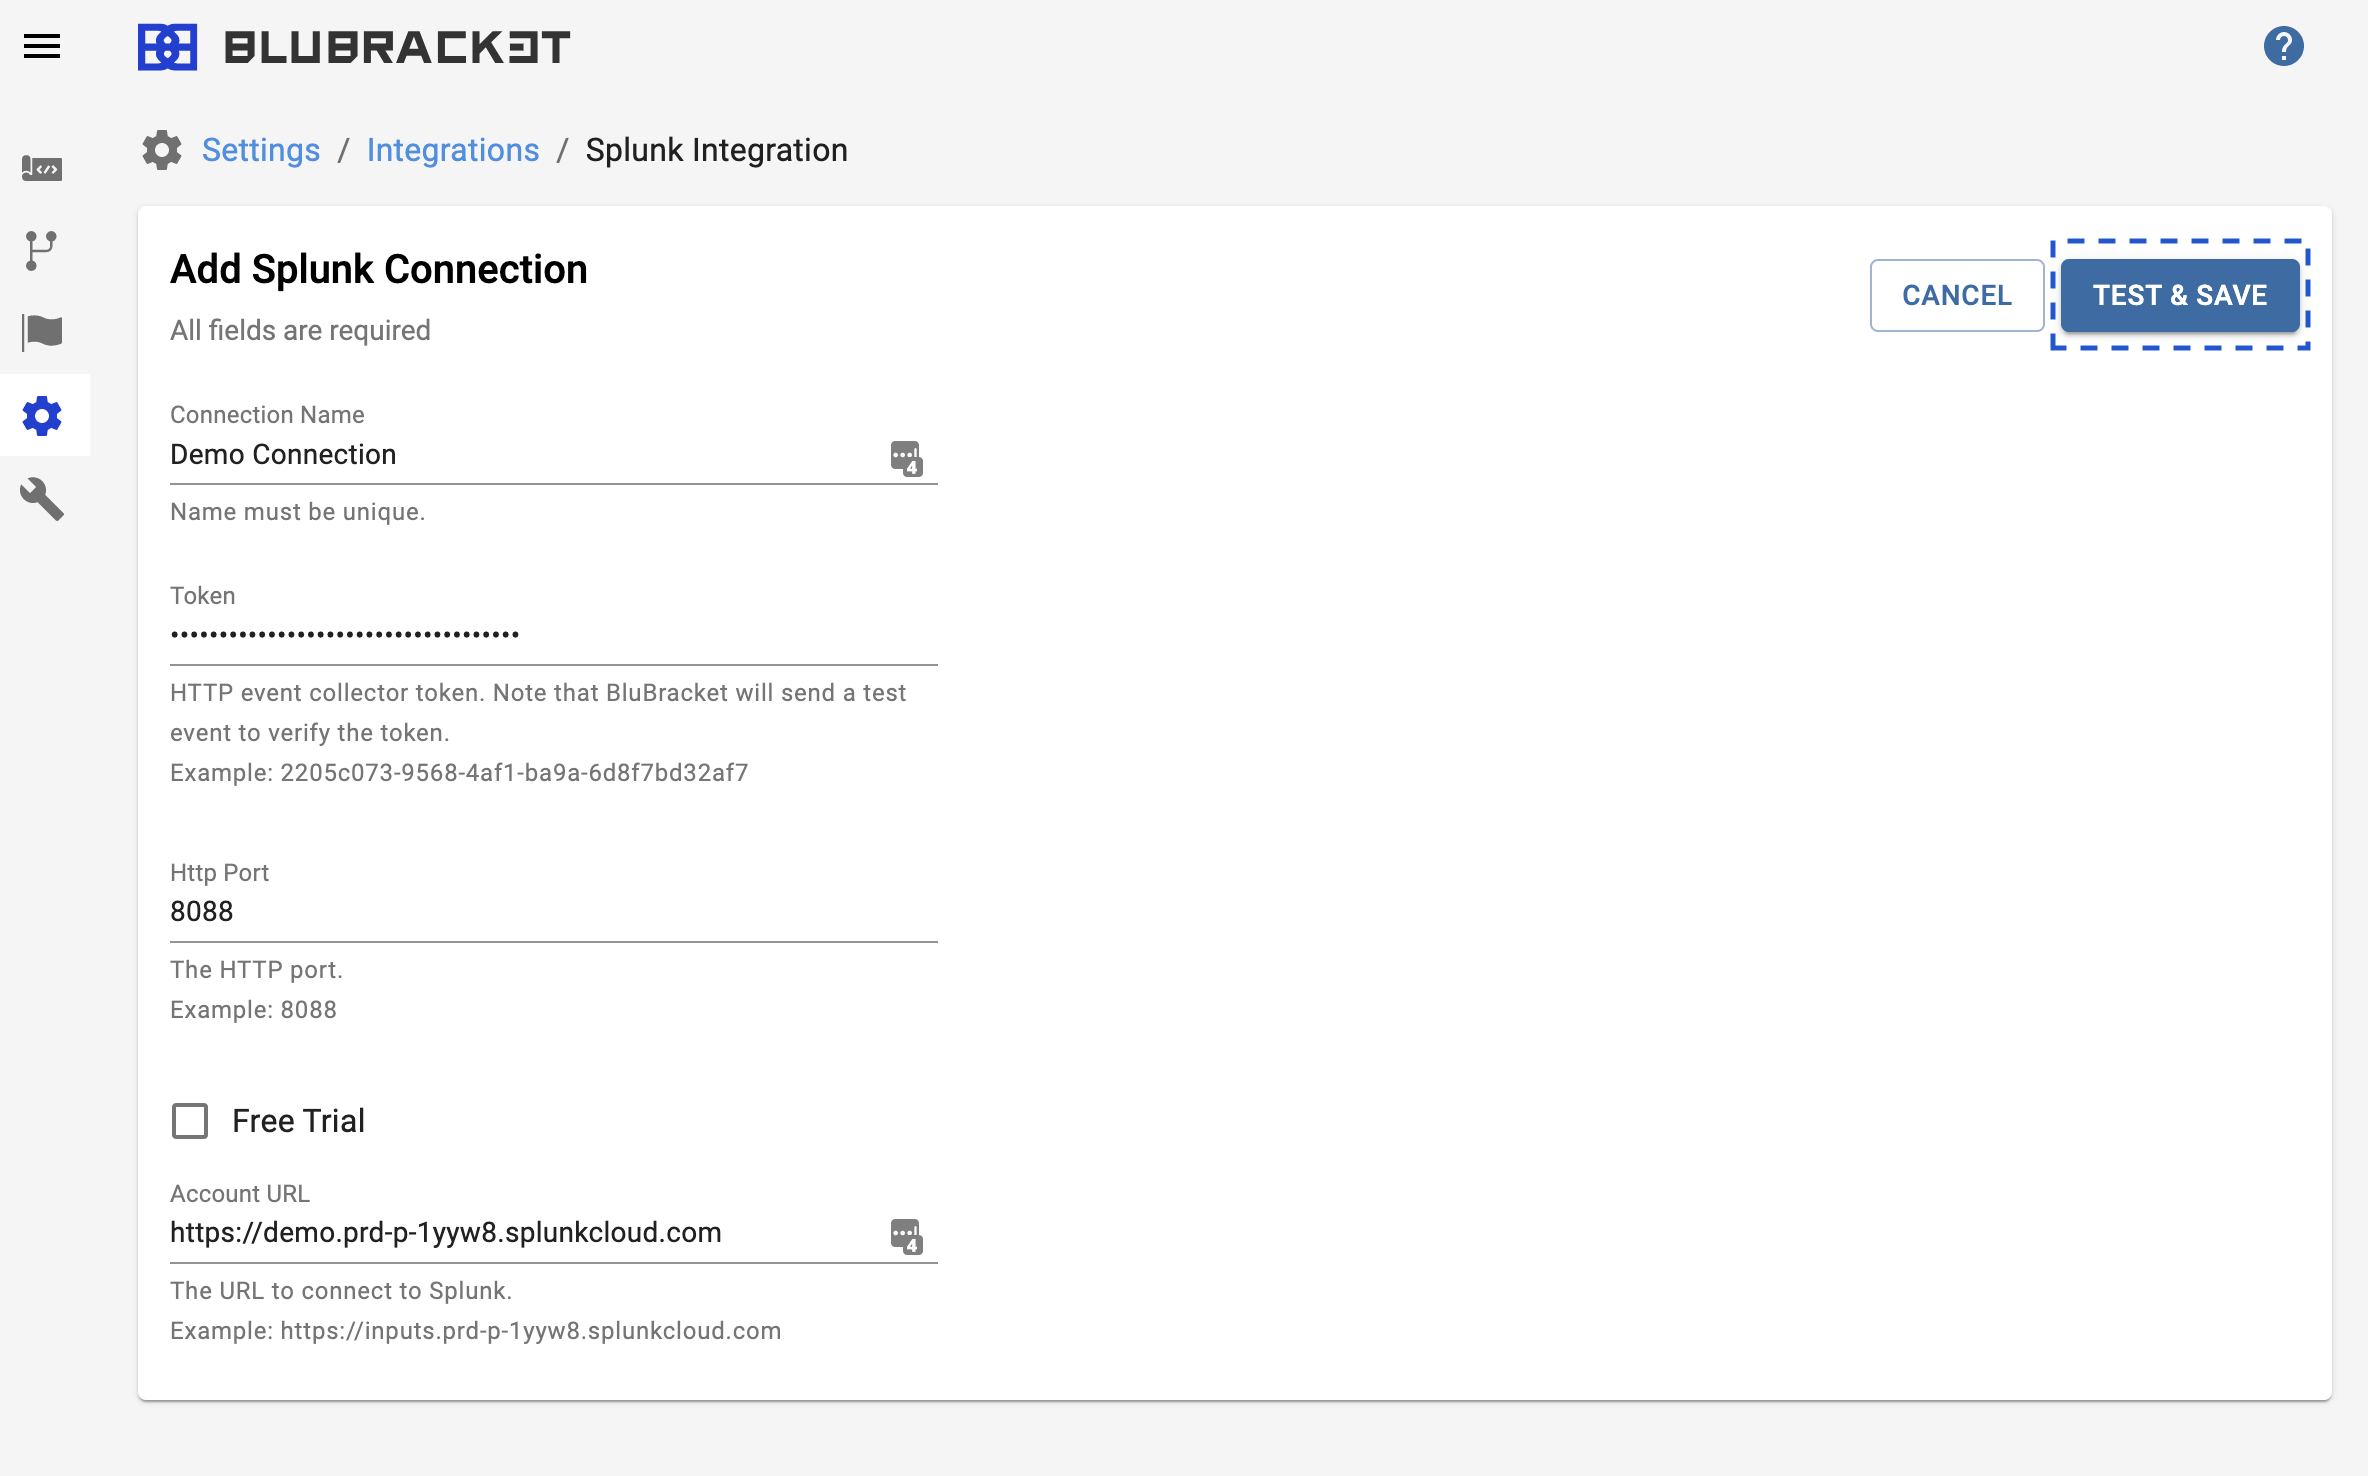 BLUBRACKET
?
Settings / Integrations / Splunk Integration
Add Splunk Connection
All fields are required
CANCEL
TEST & SAVE
Connection Name
Demo Connection
4
Name must be unique.
Token
••••••••••••••••••••••••••••••••••••
HTTP event collector token. Note that BluBracket will send a test
event to verify the token.
Example: 2205c073-9568-4af1-ba9a-6d8f7bd32af7
Http Port
8088
The HTTP port.
Example: 8088
Free Trial
Account URL
https://demo.prd-p-1yyw8.splunkcloud.com
4
The URL to connect to Splunk.
Example: https://inputs.prd-p-1yyw8.splunkcloud.com